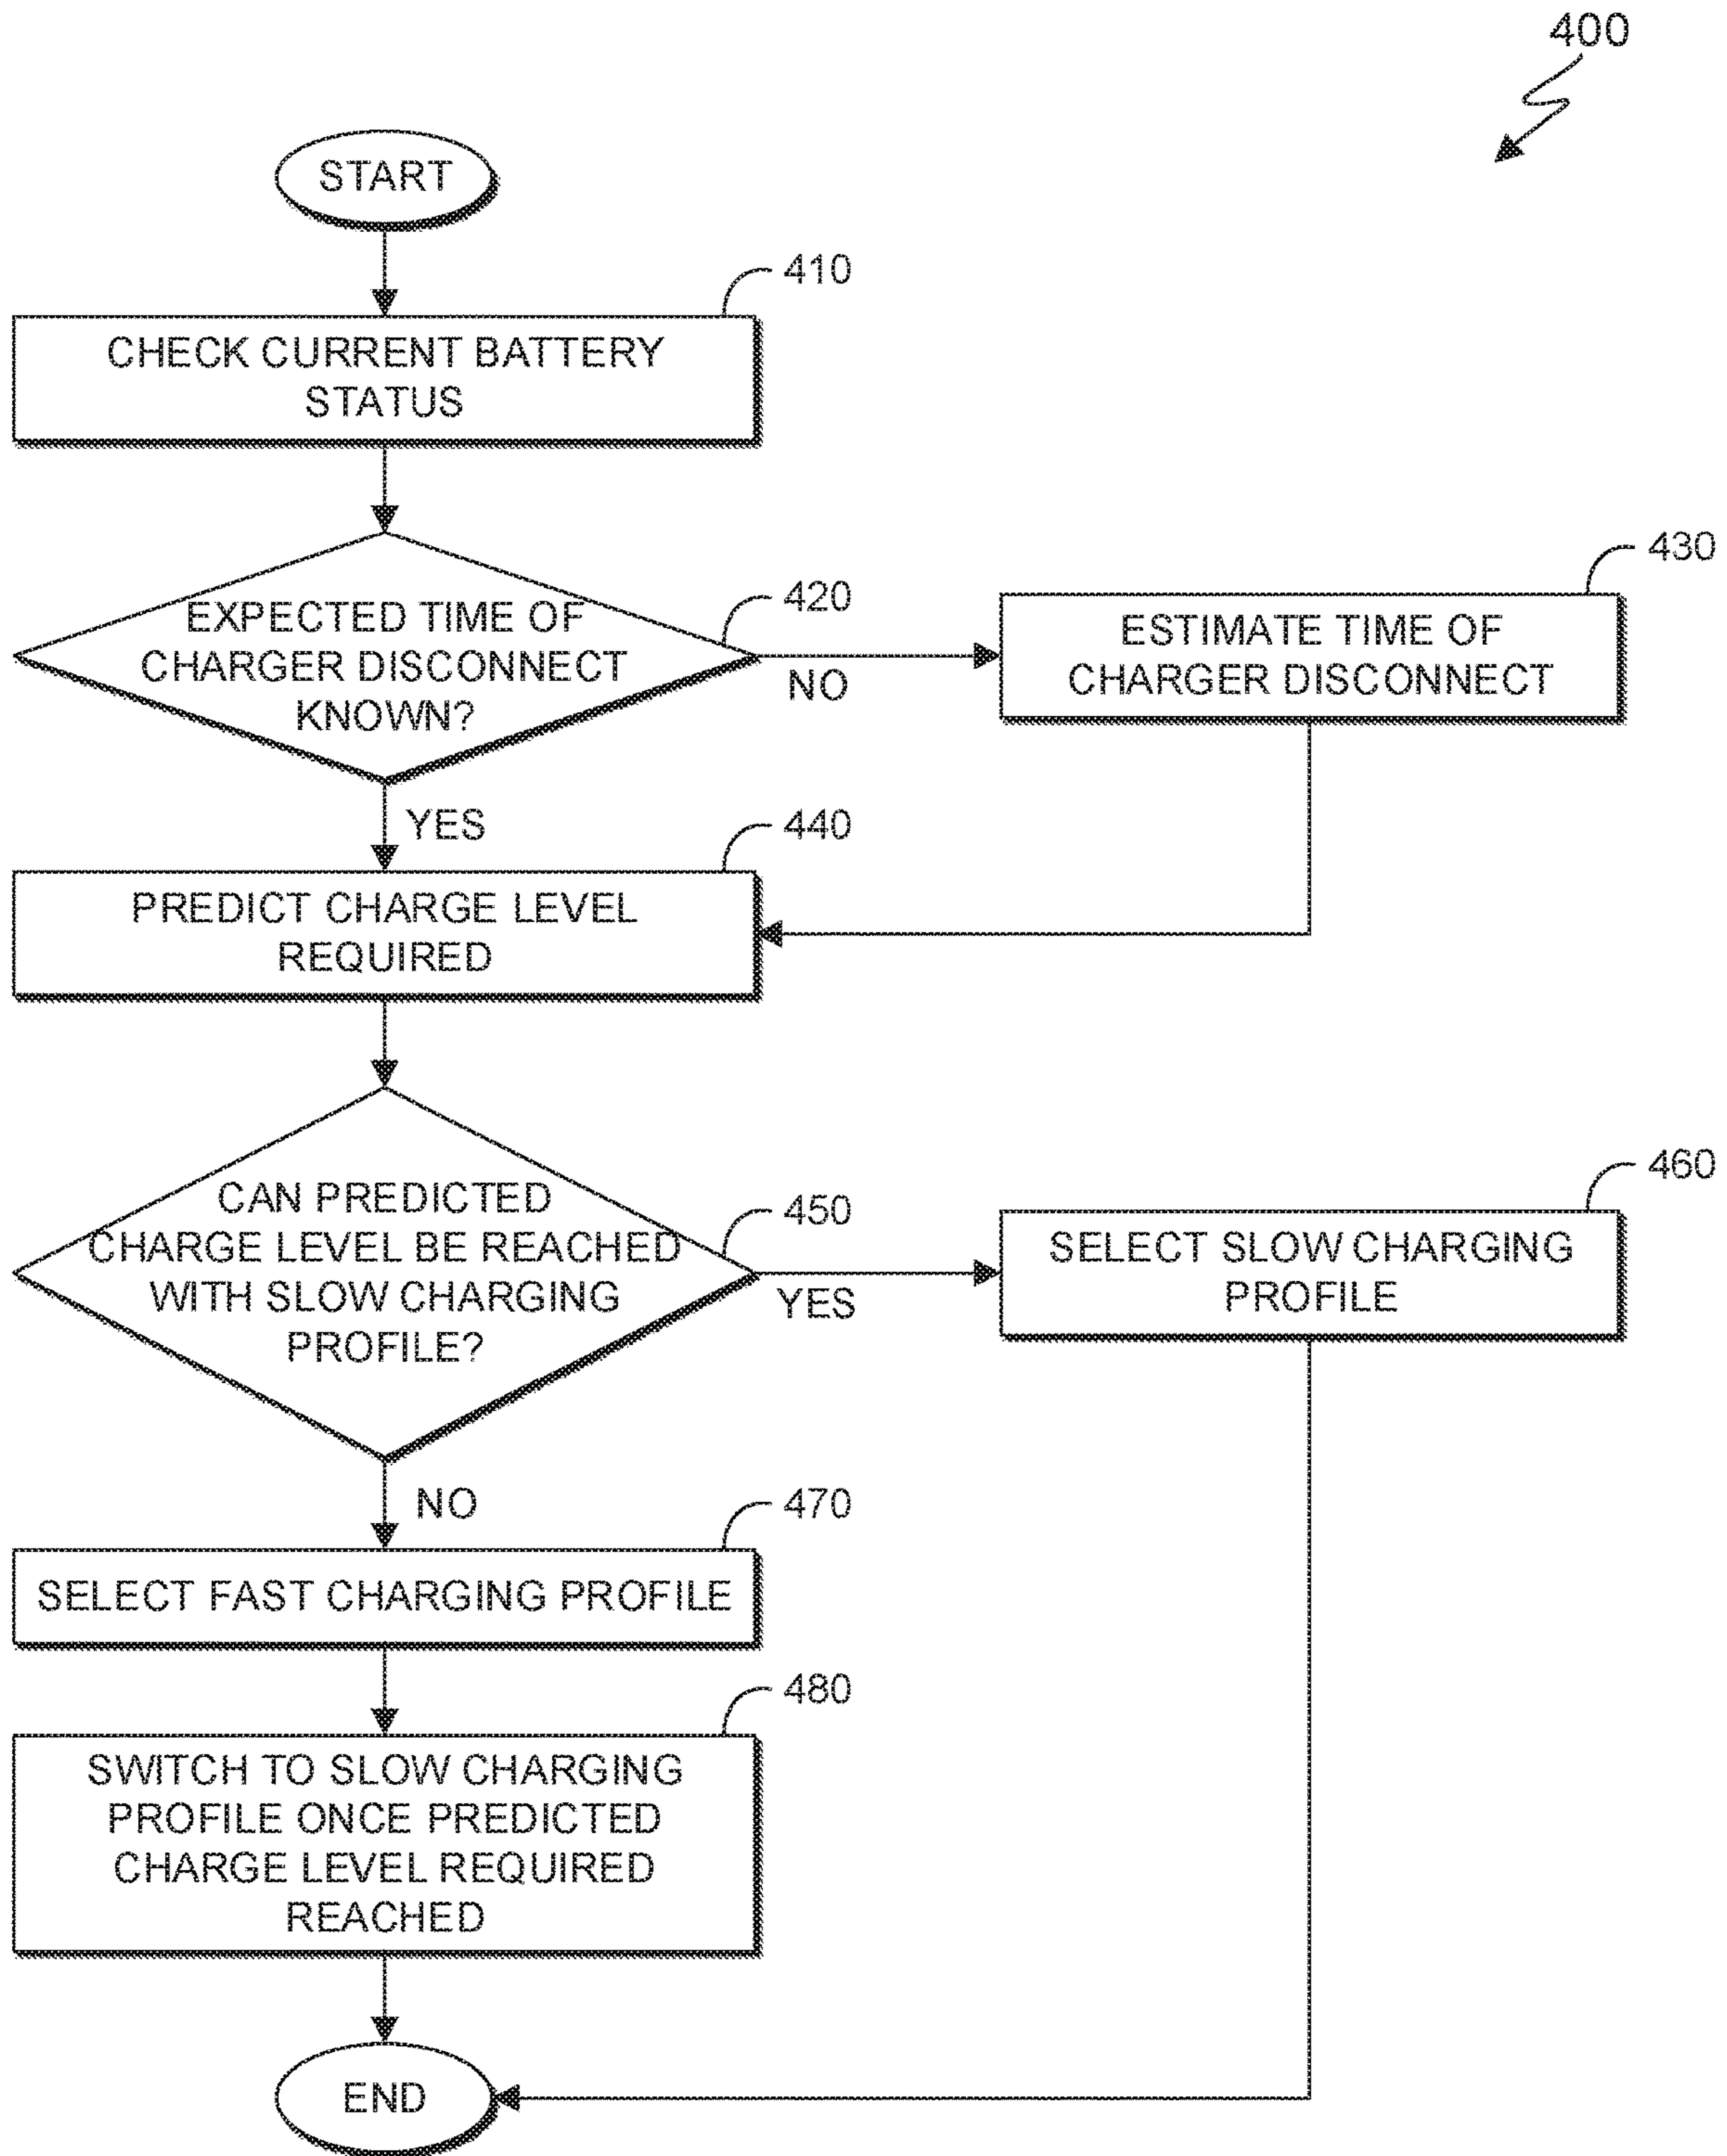 400
START
410
CHECK CURRENT BATTERY
STATUS
420
EXPECTED TIME OF
CHARGER DISCONNECT
KNOWN?
NO
430
ESTIMATE TIME OF
CHARGER DISCONNECT
YES
440
PREDICT CHARGE LEVEL
REQUIRED
450
CAN PREDICTED
CHARGE LEVEL BE REACHED
WITH SLOW CHARGING
PROFILE?
YES
460
SELECT SLOW CHARGING
PROFILE
NO
470
SELECT FAST CHARGING PROFILE
480
SWITCH TO SLOW CHARGING
PROFILE ONCE PREDICTED
CHARGE LEVEL REQUIRED
REACHED
END